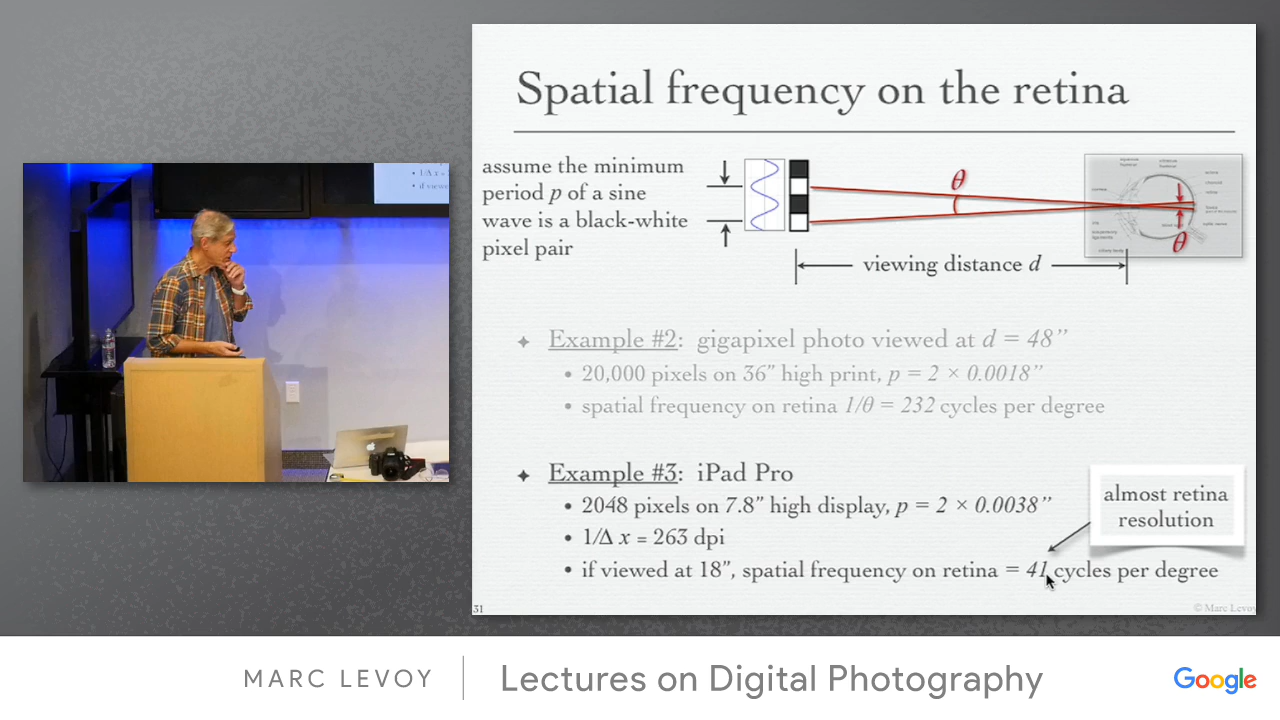 Spatial frequency on the retina
assume the minimum
period p of a sine
wave is a black-white
pixel pair
θ
θ
viewing distance d
Example #2: gigapixel photo viewed at d = 48”
• 20,000 pixels on 36” high print, p = 2 × 0.0018”
• spatial frequency on retina 1/θ = 232 cycles per degree
Example #3: iPad Pro
• 2048 pixels on 7.8” high display, p = 2 × 0.0038”
• 1/Δ x = 263 dpi
• if viewed at 18”, spatial frequency on retina = 41 cycles per degree
almost retina
resolution
31
© Marc Levoy
MARC LEVOY
Lectures on Digital Photography
Google